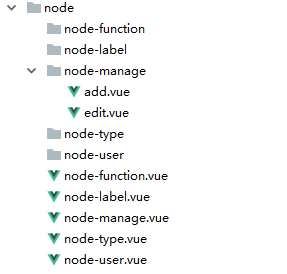 node
node-function
node-label
node-manage
add.vue
edit.vue
node-type
node-user
node-function.vue
node-label.vue
node-manage.vue
node-type.vue
node-user.vue